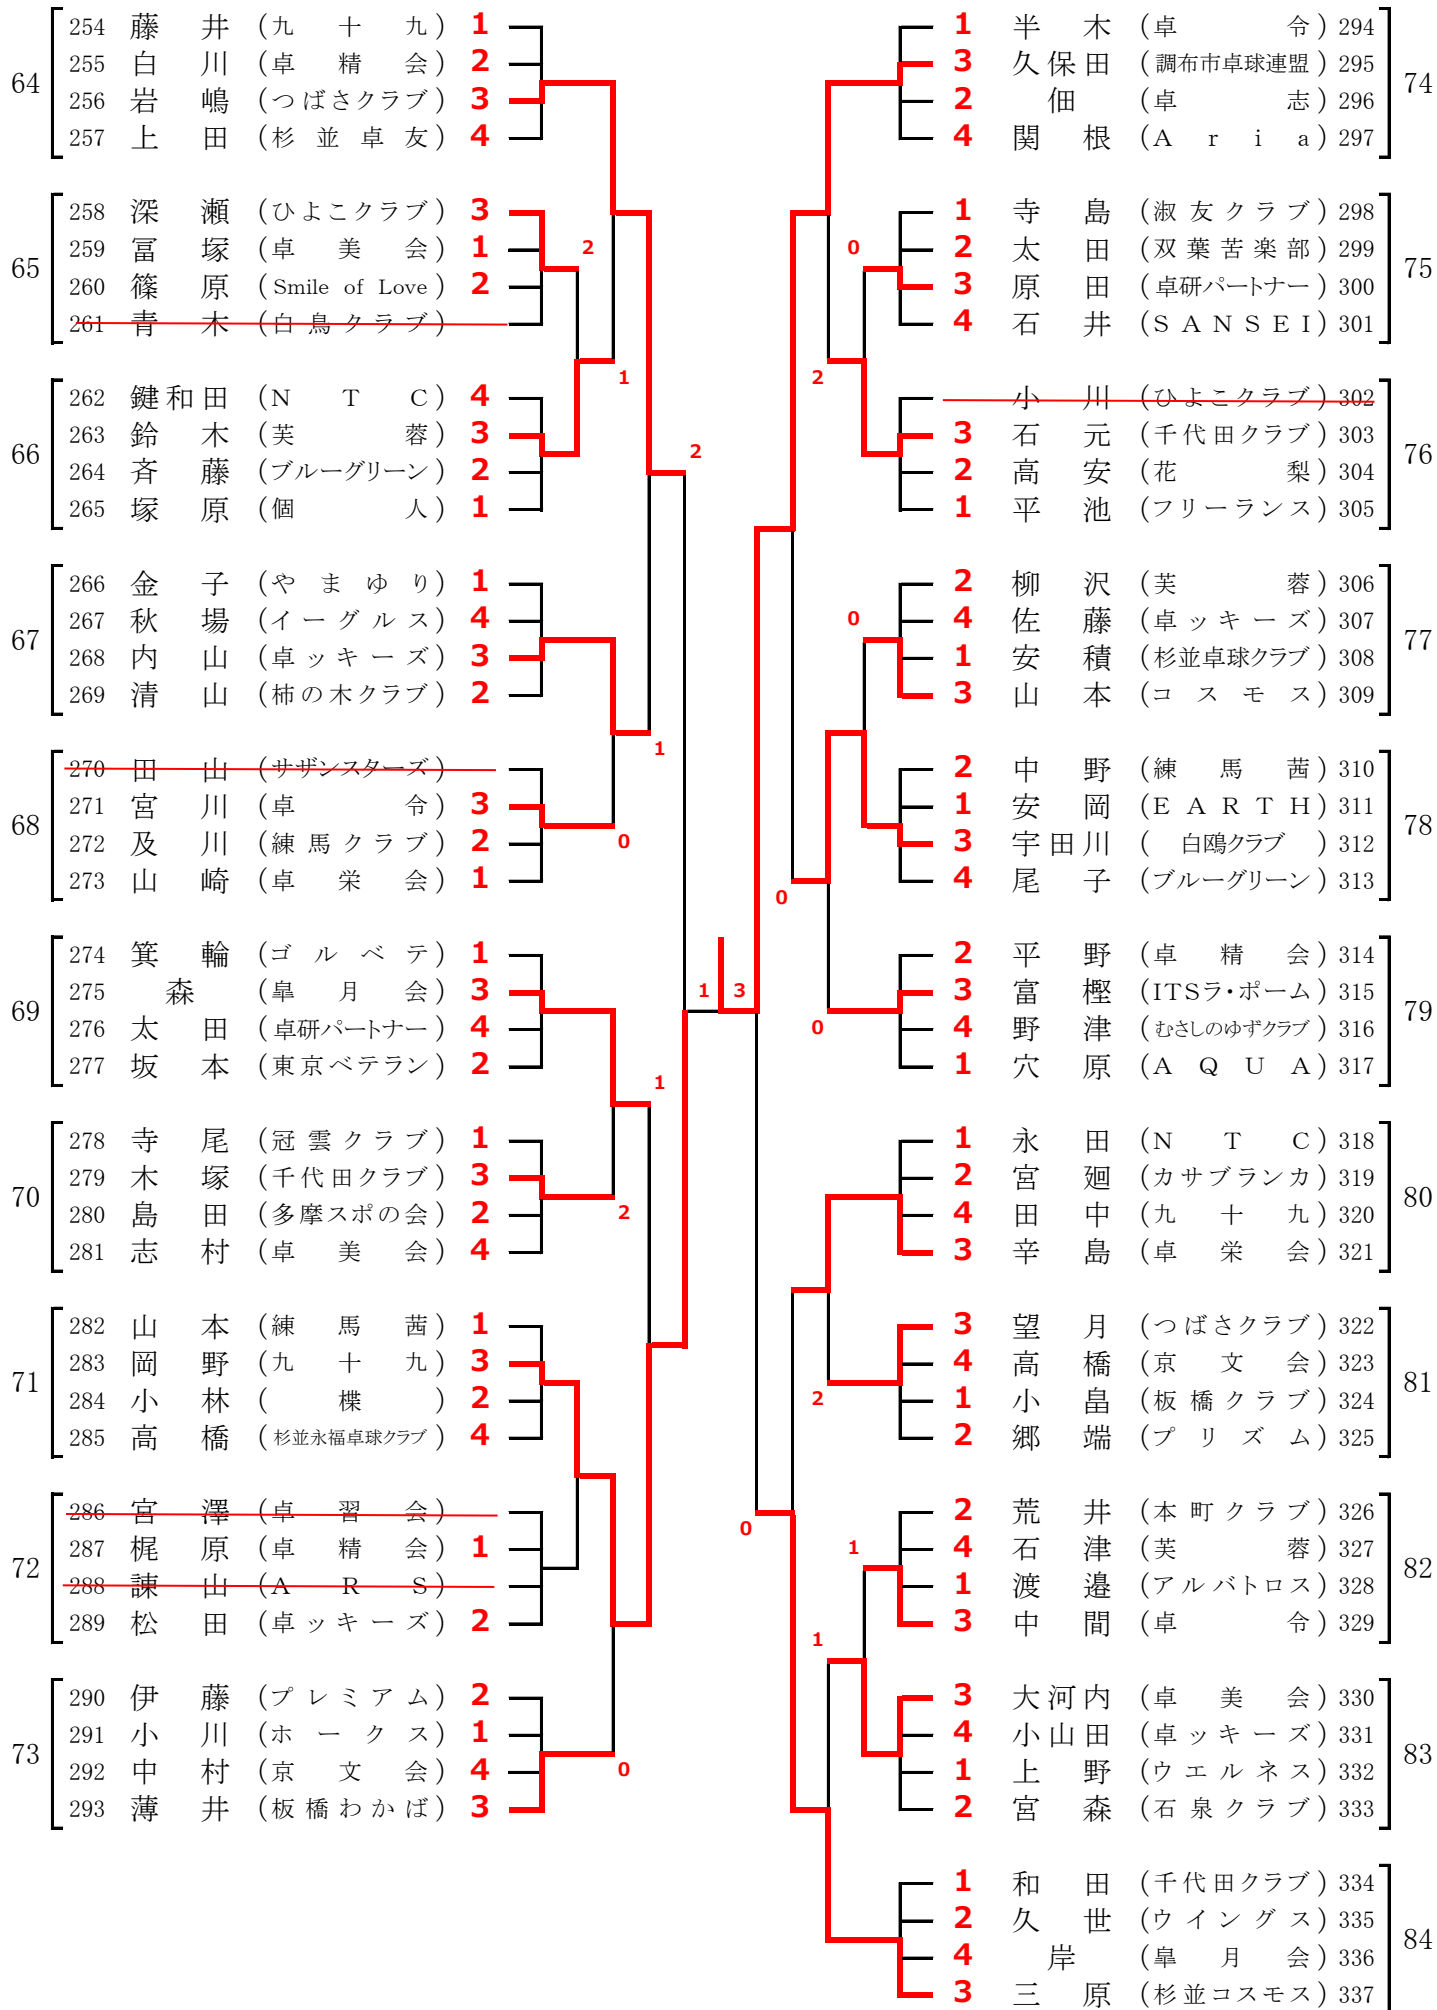 64
254 藤井 (九十九) 1
255 白川 (卓精会) 2
256 岩嶋 (つばさクラブ) 3
257 上田 (杉並卓友) 4
65
258 深瀬 (ひよこクラブ) 3
259 冨塚 (卓美会) 1
260 篠原 (Smile of Love) 2
261 青木 (白鳥クラブ)
2
66
262 鍵和田 (NTC) 4
263 鈴木 (芙蓉) 3
264 斉藤 (ブルーグリーン) 2
265 塚原 (個人) 1
1
2
67
266 金子 (やまゆり) 1
267 秋場 (イーグルス) 4
268 内山 (卓ッキーズ) 3
269 清山 (柿の木クラブ) 2
1
68
270 田山 (サザンスターズ)
271 宮川 (卓令) 3
272 及川 (練馬クラブ) 2
273 山崎 (卓栄会) 1
0
69
274 箕輪 (ゴルベテ) 1
275 森 (皐月会) 3
276 太田 (卓研パートナー) 4
277 坂本 (東京ベテラン) 2
1 3
1
70
278 寺尾 (冠雲クラブ) 1
279 木塚 (千代田クラブ) 3
280 島田 (多摩スポの会) 2
281 志村 (卓美会) 4
2
71
282 山本 (練馬茜) 1
283 岡野 (九十九) 3
284 小林 (楪) 2
285 高橋 (杉並永福卓球クラブ) 4
72
286 宮澤 (卓習会)
287 梶原 (卓精会) 1
288 諫山 (ARS)
289 松田 (卓ッキーズ) 2
73
290 伊藤 (プレミアム) 2
291 小川 (ホークス) 1
292 中村 (京文会) 4
293 薄井 (板橋わかば) 3
0
1 半木 (卓令) 294
3 久保田 (調布市卓球連盟) 295
2 佃 (卓志) 296
4 関根 (Aria) 297
74
1 寺島 (淑友クラブ) 298
2 太田 (双葉苦楽部) 299
3 原田 (卓研パートナー) 300
4 石井 (SANSEI) 301
75
0
2
小川 (ひよこクラブ) 302
3 石元 (千代田クラブ) 303
2 高安 (花梨) 304
1 平池 (フリーランス) 305
76
2 柳沢 (芙蓉) 306
4 佐藤 (卓ッキーズ) 307
1 安積 (杉並卓球クラブ) 308
3 山本 (コスモス) 309
77
0
2 中野 (練馬茜) 310
1 安岡 (EARTH) 311
3 宇田川 (白鴎クラブ) 312
4 尾子 (ブルーグリーン) 313
78
0
2 平野 (卓精会) 314
3 富樫 (ITSラ・ポーム) 315
4 野津 (むさしのゆずクラブ) 316
1 穴原 (AQUA) 317
79
0
1 永田 (NTC) 318
2 宮廻 (カサブランカ) 319
4 田中 (九十九) 320
3 辛島 (卓栄会) 321
80
3 望月 (つばさクラブ) 322
4 高橋 (京文会) 323
1 小畠 (板橋クラブ) 324
2 郷端 (プリズム) 325
81
2
0
2 荒井 (本町クラブ) 326
4 石津 (芙蓉) 327
1 渡邉 (アルバトロス) 328
3 中間 (卓令) 329
82
1
1
3 大河内 (卓美会) 330
4 小山田 (卓ッキーズ) 331
1 上野 (ウエルネス) 332
2 宮森 (石泉クラブ) 333
83
1 和田 (千代田クラブ) 334
2 久世 (ウイングス) 335
4 岸 (皐月会) 336
3 三原 (杉並コスモス) 337
84